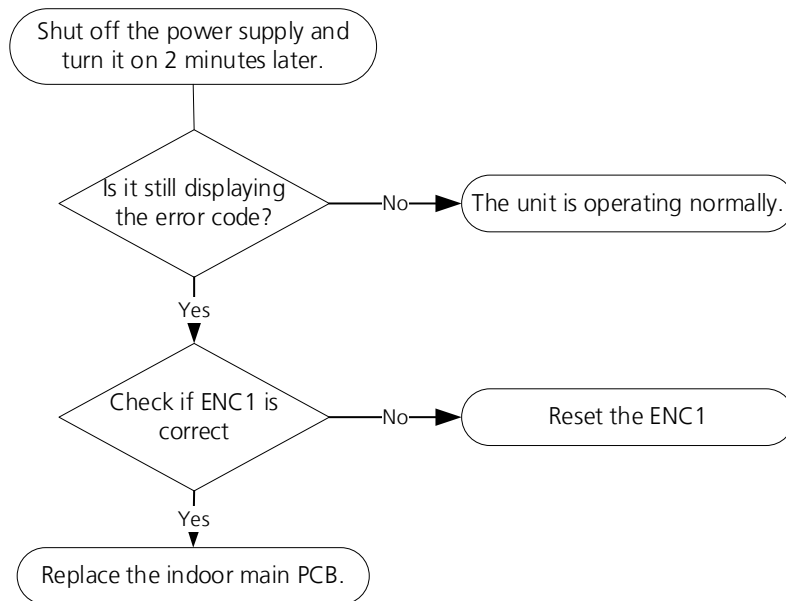 Shut off the power supply and
turn it on 2 minutes later.
Is it still displaying
the error code?
No
The unit is operating normally.
Yes
Check if ENC1 is
correct
No
Reset the ENC1
Yes
Replace the indoor main PCB.